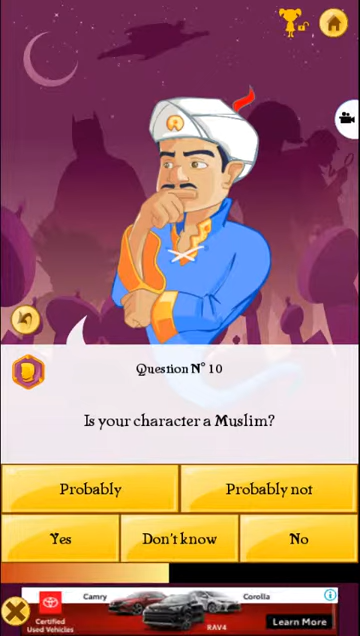 Question N° 10
Is your character a Muslim?
Probably
Probably not
Yes
Don't know
No
TOYOTA
Certified
Used Vehicles
Camry
RAV4
Corolla
Learn More